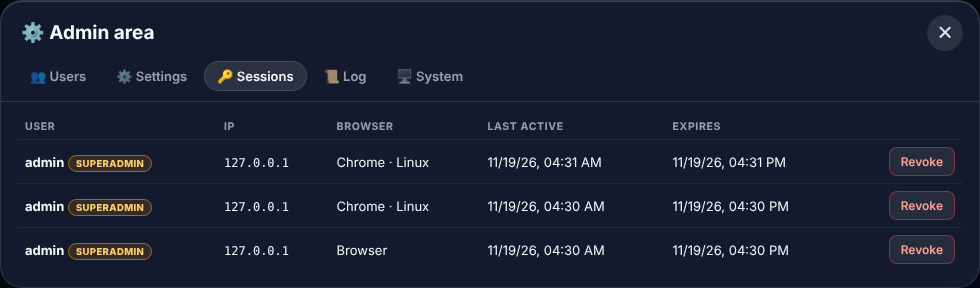 ⚙️ Admin area ✕
👥 Users ⚙️ Settings 🔑 Sessions 📜 Log 🖥️ System
USER IP BROWSER LAST ACTIVE EXPIRES
admin SUPERADMIN 127.0.0.1 Chrome · Linux 11/19/26, 04:31 AM 11/19/26, 04:31 PM Revoke
admin SUPERADMIN 127.0.0.1 Chrome · Linux 11/19/26, 04:30 AM 11/19/26, 04:30 PM Revoke
admin SUPERADMIN 127.0.0.1 Browser 11/19/26, 04:30 AM 11/19/26, 04:30 PM Revoke